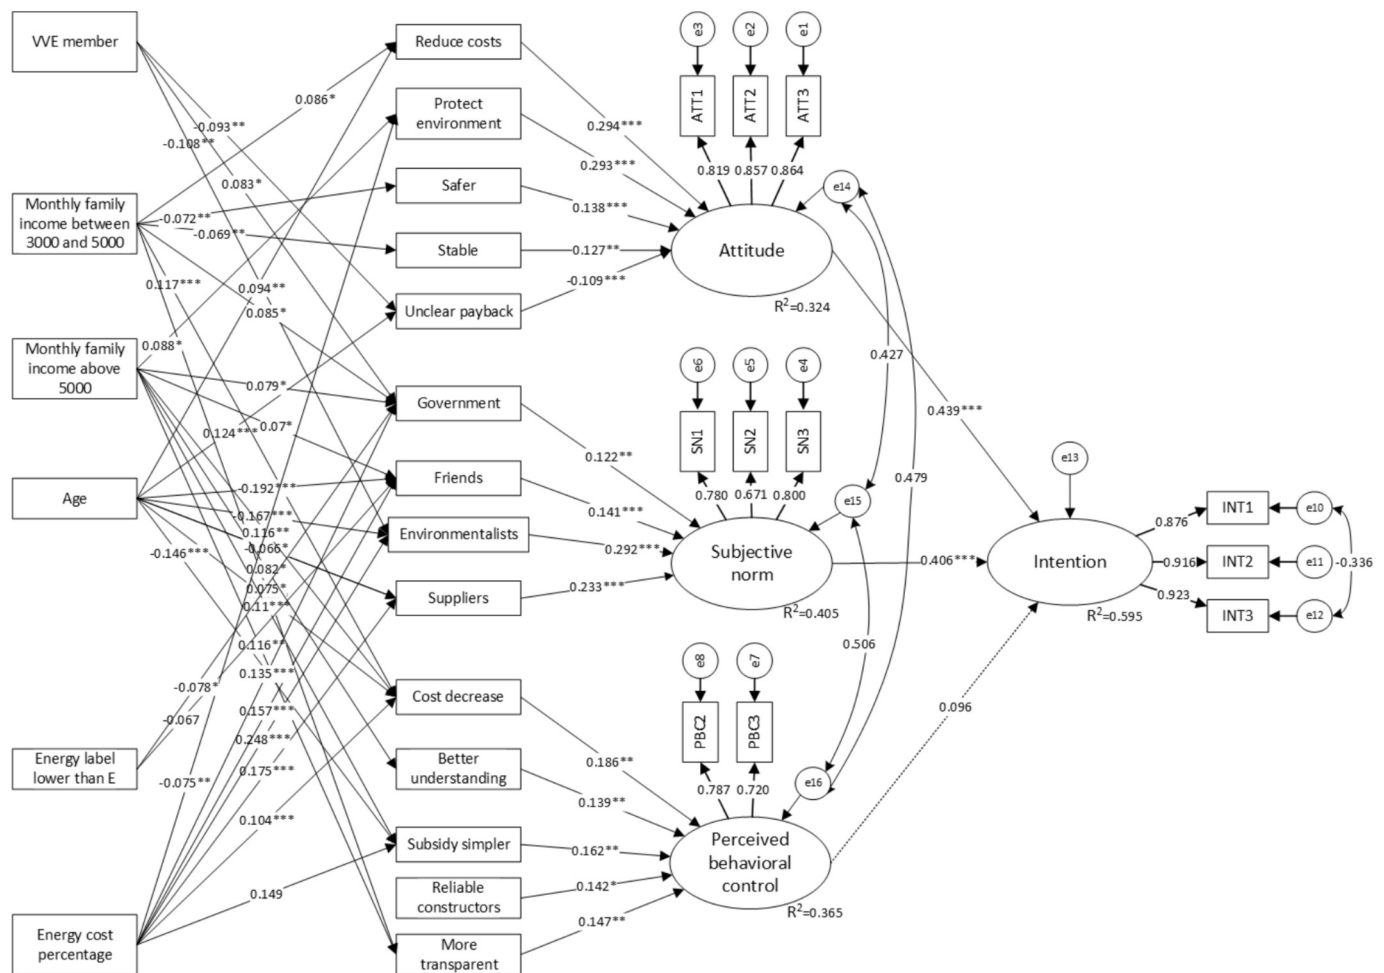 VVE member
Monthly family
income between
3000 and 5000
Monthly family
income above
5000
Age
Energy label
lower than E
Energy cost
percentage
0.086*
-0.093**
-0.108**
0.083*
-0.072**
-0.069**
0.117***
0.094**
0.085*
0.088*
0.079*
0.07*
0.124***
-0.192***
-0.167***
0.116**
-0.066*
-0.146***
0.082*
0.075*
0.11***
0.116**
0.135***
-0.078*
-0.067
0.157***
0.248***
0.175***
-0.075**
0.104***
0.149
Reduce costs
Protect
environment
Safer
Stable
Unclear payback
Government
Friends
Environmentalists
Suppliers
Cost decrease
Better
understanding
Subsidy simpler
Reliable
constructors
More
transparent
0.294***
0.293***
0.138***
0.127**
-0.109***
0.122**
0.141***
0.292***
0.233***
0.186**
0.139**
0.162**
0.142*
0.147**
e3
e2
e1
ATT1
ATT2
ATT3
0.819
0.857
0.864
e14
Attitude
R2=0.324
e6
e5
e4
SN1
SN2
SN3
0.780
0.671
0.800
e15
Subjective
norm
R2=0.405
e8
e7
PBC2
PBC3
0.787
0.720
e16
Perceived
behavioral
control
R2=0.365
0.427
0.479
0.506
0.439***
0.406***
0.096
e13
Intention
R2=0.595
0.876
0.916
0.923
INT1
INT2
INT3
e10
e11
e12
-0.336